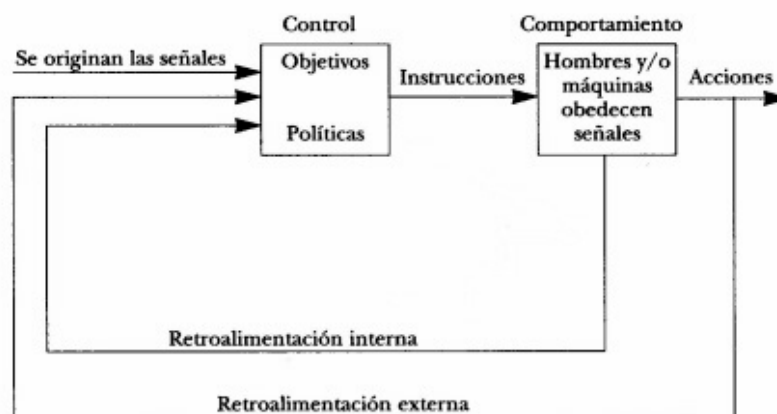 Control
Comportamiento
Se originan las señales
Objetivos
Políticas
Instrucciones
Hombres y/o
máquinas
obedecen
señales
Acciones
Retroalimentación interna
Retroalimentación externa